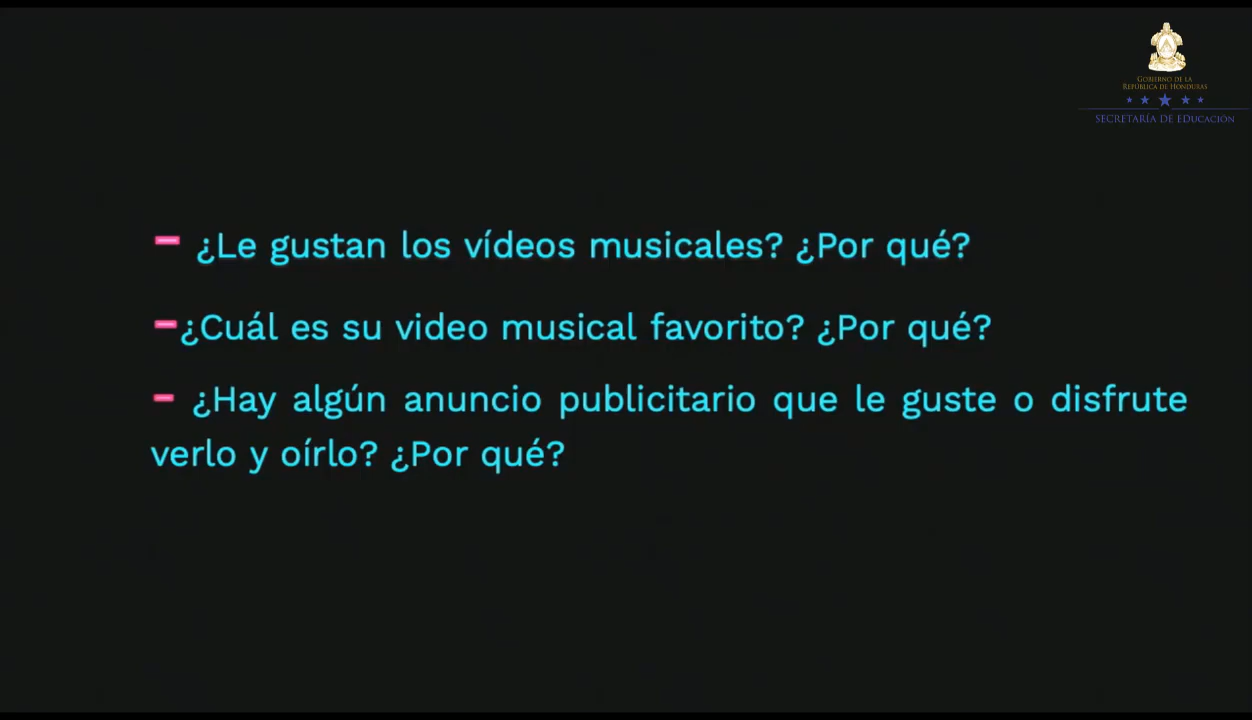 GOBIERNO DE LA
REPÚBLICA DE HONDURAS
SECRETARÍA DE EDUCACIÓN
- ¿Le gustan los vídeos musicales? ¿Por qué?
-¿Cuál es su video musical favorito? ¿Por qué?
- ¿Hay algún anuncio publicitario que le guste o disfrute
verlo y oírlo? ¿Por qué?